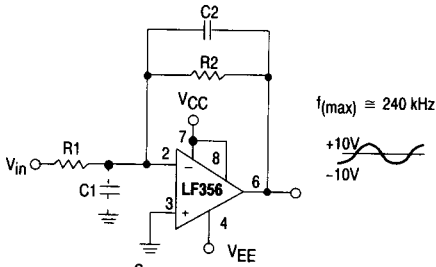 C2
R2
VCC
f(max) ≅ 240 kHz
7
8
+10V
-10V
R1
Vin
2
−
LF356
6
C1
3
+
4
VEE